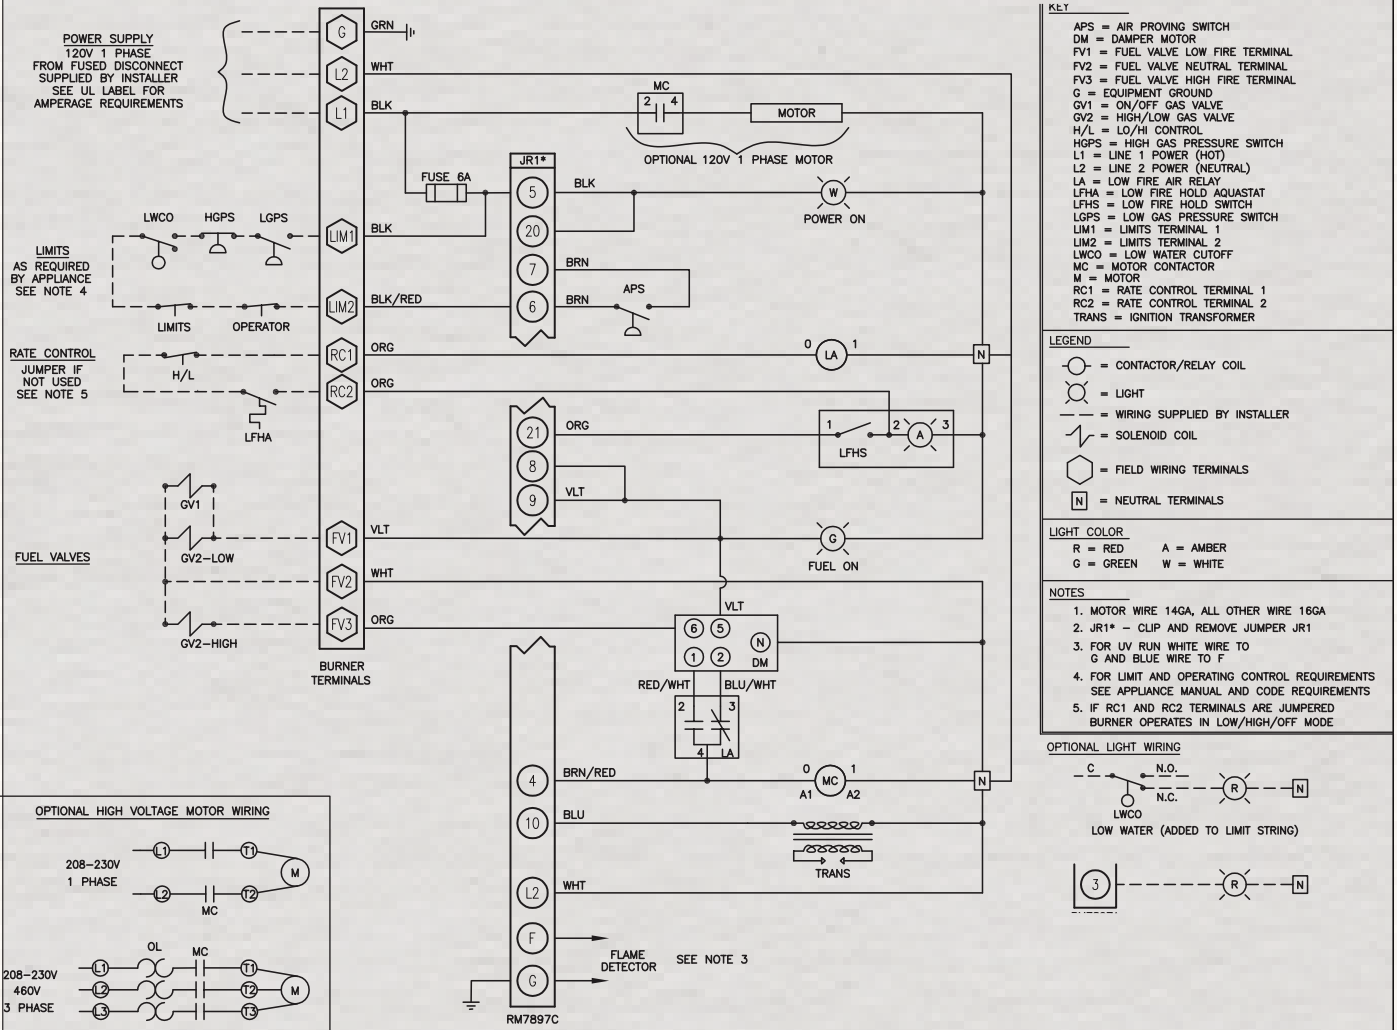 POWER SUPPLY
120V 1 PHASE
FROM FUSED DISCONNECT
SUPPLIED BY INSTALLER
SEE UL LABEL FOR
AMPERAGE REQUIREMENTS
G
GRN
L2
WHT
L1
BLK
MC
2 4
MOTOR
OPTIONAL 120V 1 PHASE MOTOR
JR1*
FUSE 6A
5
BLK
W
POWER ON
20
LIM1
BLK
7
BRN
6
BRN
APS
LWCO
HGPS
LGPS
LIMITS
AS REQUIRED
BY APPLIANCE
SEE NOTE 4
LIM2
BLK/RED
LIMITS
OPERATOR
RATE CONTROL
JUMPER IF
NOT USED
SEE NOTE 5
H/L
LFHA
RC1
ORG
0 LA 1
N
RC2
ORG
21
ORG
1 2 A 3
LFHS
8
9
VLT
GV1
GV2-LOW
FUEL VALVES
GV2-HIGH
FV1
VLT
G
FUEL ON
FV2
WHT
FV3
ORG
BURNER
TERMINALS
VLT
6 5
N
1 2
DM
RED/WHT
BLU/WHT
2 3
4 LA
4
BRN/RED
0 MC 1
A1 A2
N
10
BLU
TRANS
L2
WHT
F
FLAME
DETECTOR
SEE NOTE 3
G
RM7897C
OPTIONAL HIGH VOLTAGE MOTOR WIRING
208-230V
1 PHASE
L1 T1
M
L2 T2
MC
OL MC
208-230V
460V
3 PHASE
L1 T1
L2 T2 M
L3 T3
KEY
APS = AIR PROVING SWITCH
DM = DAMPER MOTOR
FV1 = FUEL VALVE LOW FIRE TERMINAL
FV2 = FUEL VALVE NEUTRAL TERMINAL
FV3 = FUEL VALVE HIGH FIRE TERMINAL
G = EQUIPMENT GROUND
GV1 = ON/OFF GAS VALVE
GV2 = HIGH/LOW GAS VALVE
H/L = LO/HI CONTROL
HGPS = HIGH GAS PRESSURE SWITCH
L1 = LINE 1 POWER (HOT)
L2 = LINE 2 POWER (NEUTRAL)
LA = LOW FIRE AIR RELAY
LFHA = LOW FIRE HOLD AQUASTAT
LFHS = LOW FIRE HOLD SWITCH
LGPS = LOW GAS PRESSURE SWITCH
LIM1 = LIMITS TERMINAL 1
LIM2 = LIMITS TERMINAL 2
LWCO = LOW WATER CUTOFF
MC = MOTOR CONTACTOR
M = MOTOR
RC1 = RATE CONTROL TERMINAL 1
RC2 = RATE CONTROL TERMINAL 2
TRANS = IGNITION TRANSFORMER
LEGEND
= CONTACTOR/RELAY COIL
= LIGHT
= WIRING SUPPLIED BY INSTALLER
= SOLENOID COIL
= FIELD WIRING TERMINALS
N = NEUTRAL TERMINALS
LIGHT COLOR
R = RED A = AMBER
G = GREEN W = WHITE
NOTES
1. MOTOR WIRE 14GA, ALL OTHER WIRE 16GA
2. JR1* - CLIP AND REMOVE JUMPER JR1
3. FOR UV RUN WHITE WIRE TO
G AND BLUE WIRE TO F
4. FOR LIMIT AND OPERATING CONTROL REQUIREMENTS
SEE APPLIANCE MANUAL AND CODE REQUIREMENTS
5. IF RC1 AND RC2 TERMINALS ARE JUMPERED
BURNER OPERATES IN LOW/HIGH/OFF MODE
OPTIONAL LIGHT WIRING
C N.O.
N.C. R N
LWCO
LOW WATER (ADDED TO LIMIT STRING)
3 R N